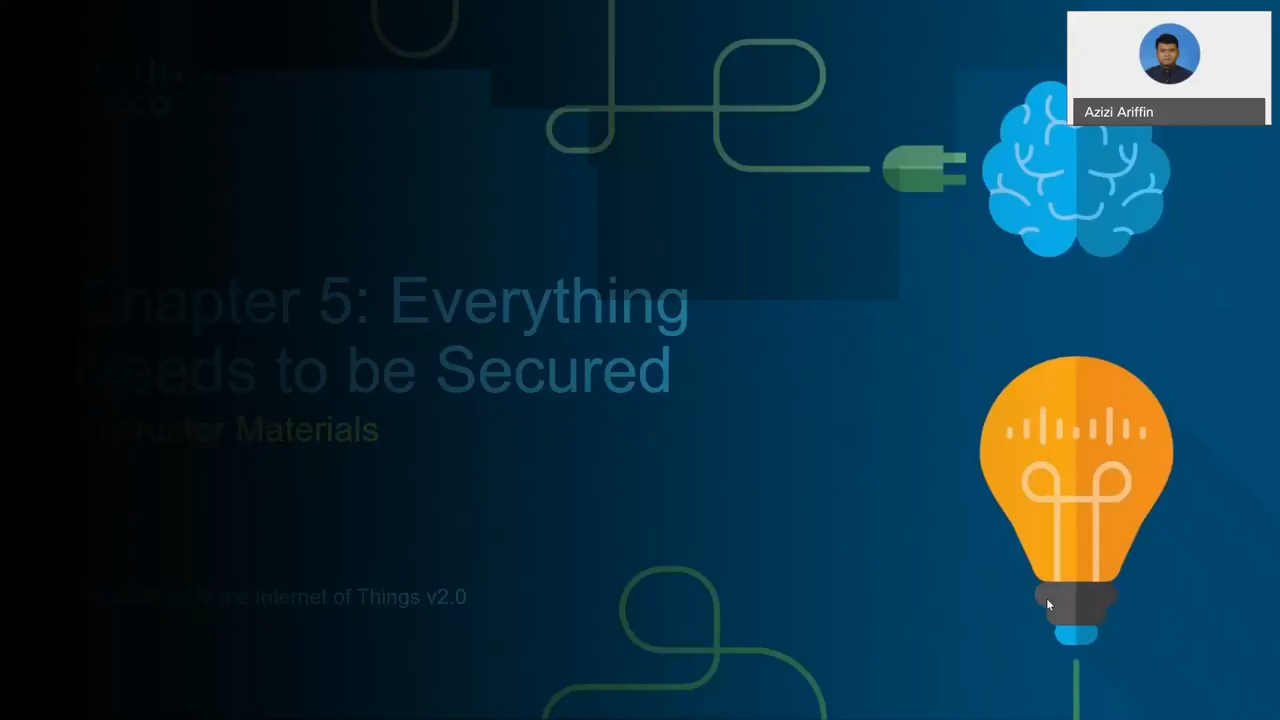 Azizi Ariffin
Chapter 5: Everything
Needs to be Secured
Instructor Materials
the Internet of Things v2.0